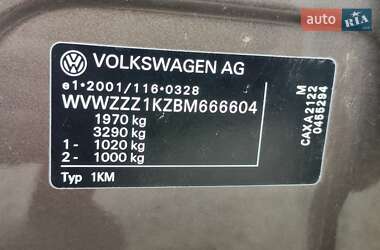 auto RIA
VOLKSWAGEN AG
e1*2001/116*0328
WVWZZZ1KZBM666604
1970 kg
3290 kg
1- 1020 kg
2- 1000 kg
Typ 1KM
CAXA2122 M
0455294